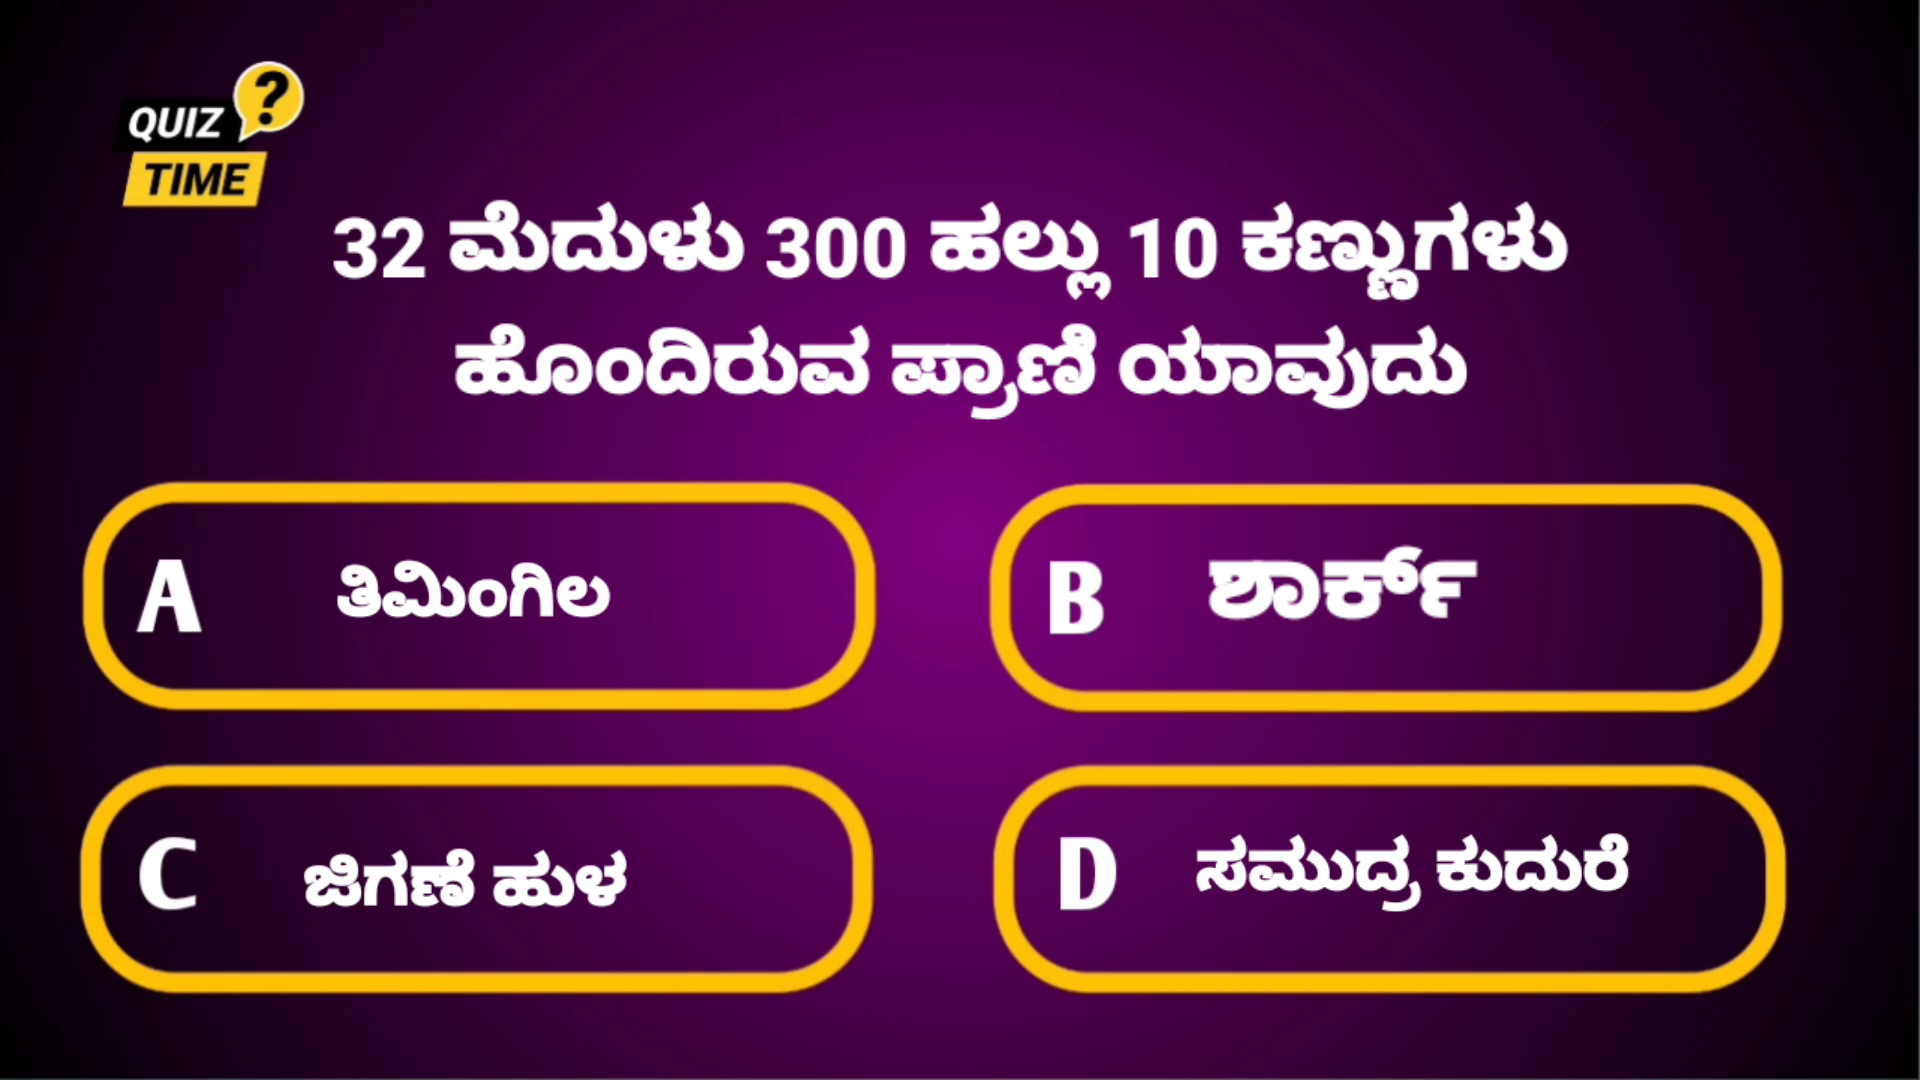 QUIZ ?
TIME
32 ಮೆದುಳು 300 ಹಲ್ಲು 10 ಕಣ್ಣುಗಳು
ಹೊಂದಿರುವ ಪ್ರಾಣಿ ಯಾವುದು
A ತಿಮಿಂಗಿಲ
B ಶಾರ್ಕ್
C ಜಿಗಣೆ ಹುಳ
D ಸಮುದ್ರ ಕುದುರೆ